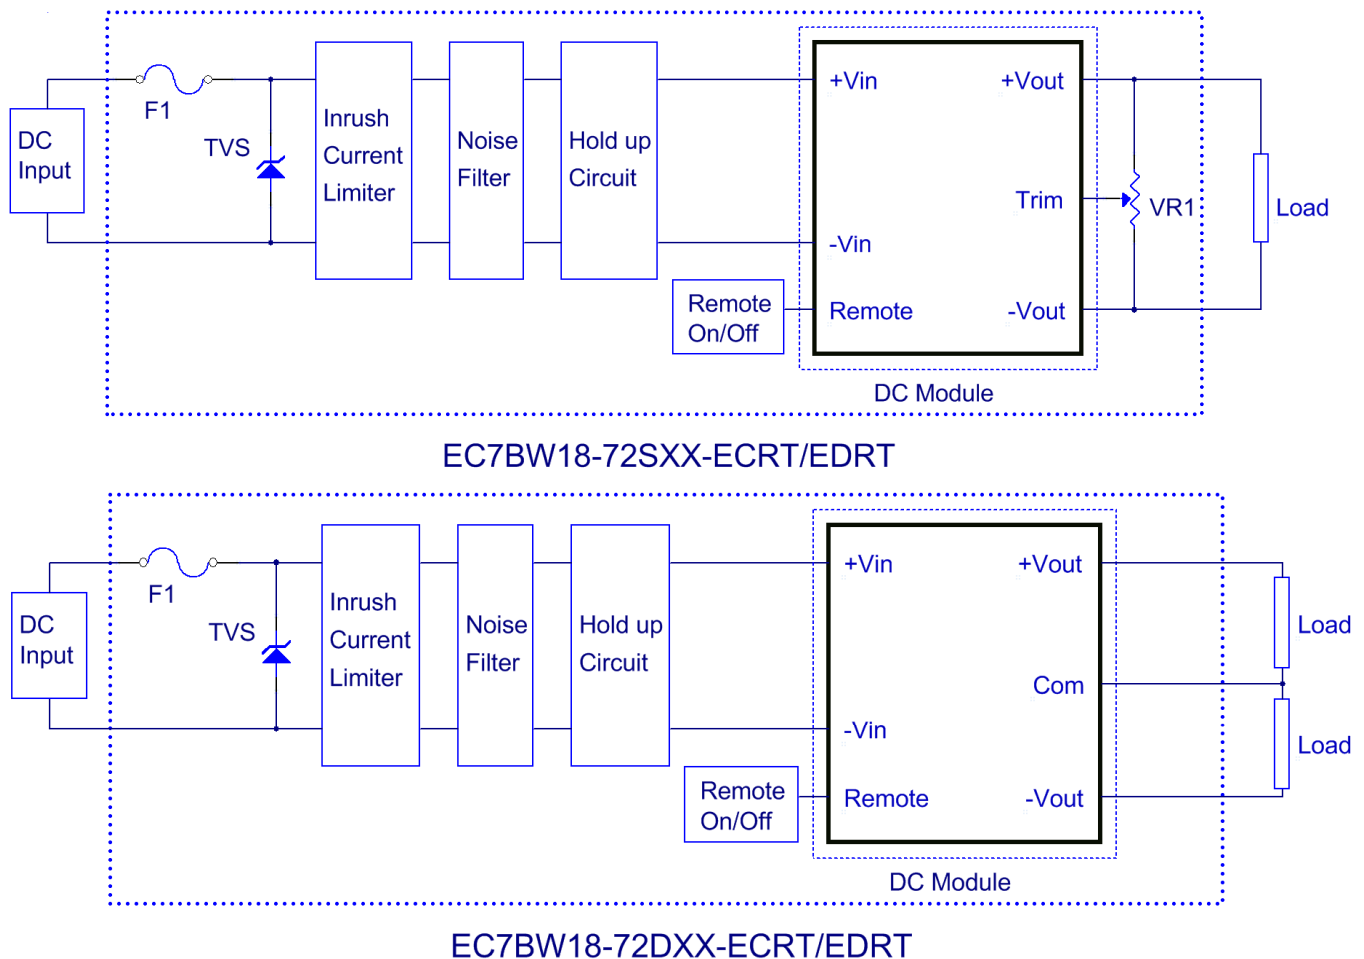 DC
Input
F1
TVS
Inrush
Current
Limiter
Noise
Filter
Hold up
Circuit
+Vin
-Vin
Remote
+Vout
Trim
-Vout
Remote
On/Off
VR1
Load
DC Module
EC7BW18-72SXX-ECRT/EDRT
DC
Input
F1
TVS
Inrush
Current
Limiter
Noise
Filter
Hold up
Circuit
+Vin
-Vin
Remote
+Vout
Com
-Vout
Remote
On/Off
Load
Load
DC Module
EC7BW18-72DXX-ECRT/EDRT